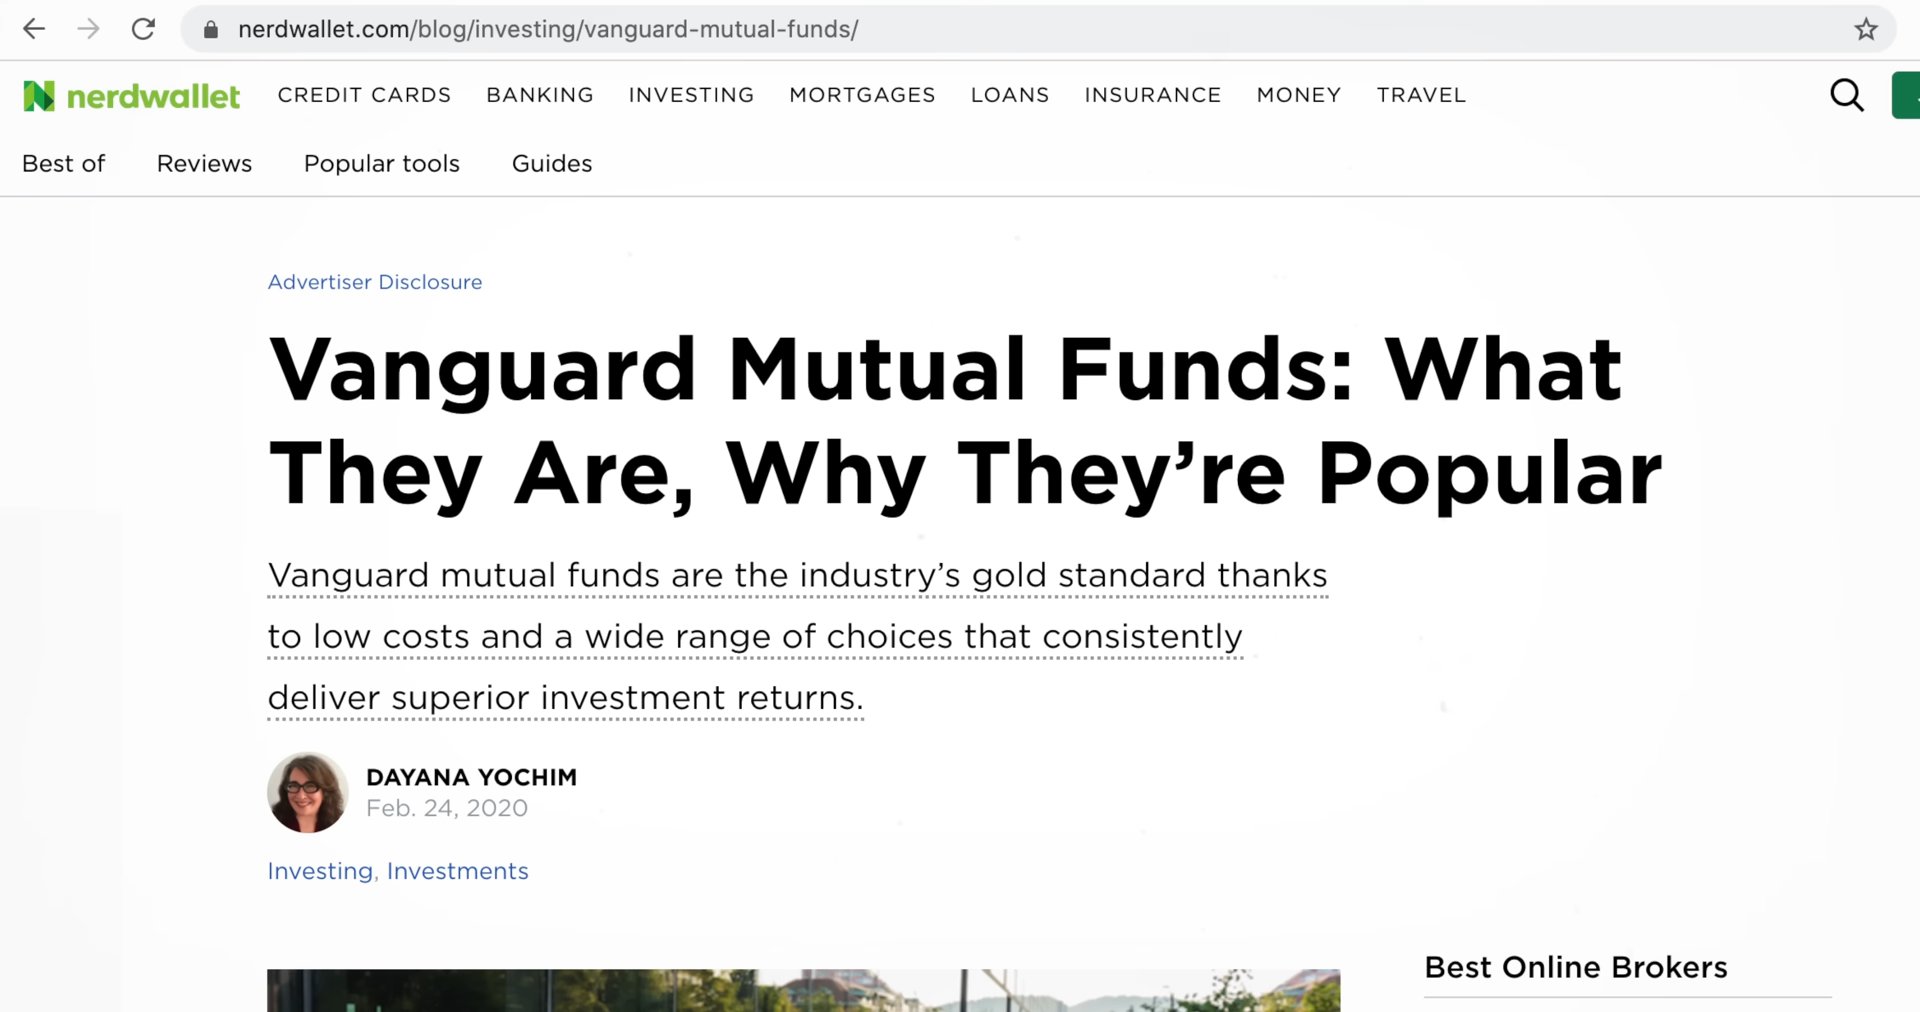 nerdwallet.com/blog/investing/vanguard-mutual-funds/
nerdwallet CREDIT CARDS BANKING INVESTING MORTGAGES LOANS INSURANCE MONEY TRAVEL
Best of Reviews Popular tools Guides
Advertiser Disclosure
Vanguard Mutual Funds: What
They Are, Why They’re Popular
Vanguard mutual funds are the industry’s gold standard thanks
to low costs and a wide range of choices that consistently
deliver superior investment returns.
DAYANA YOCHIM
Feb. 24, 2020
Investing, Investments
Best Online Brokers